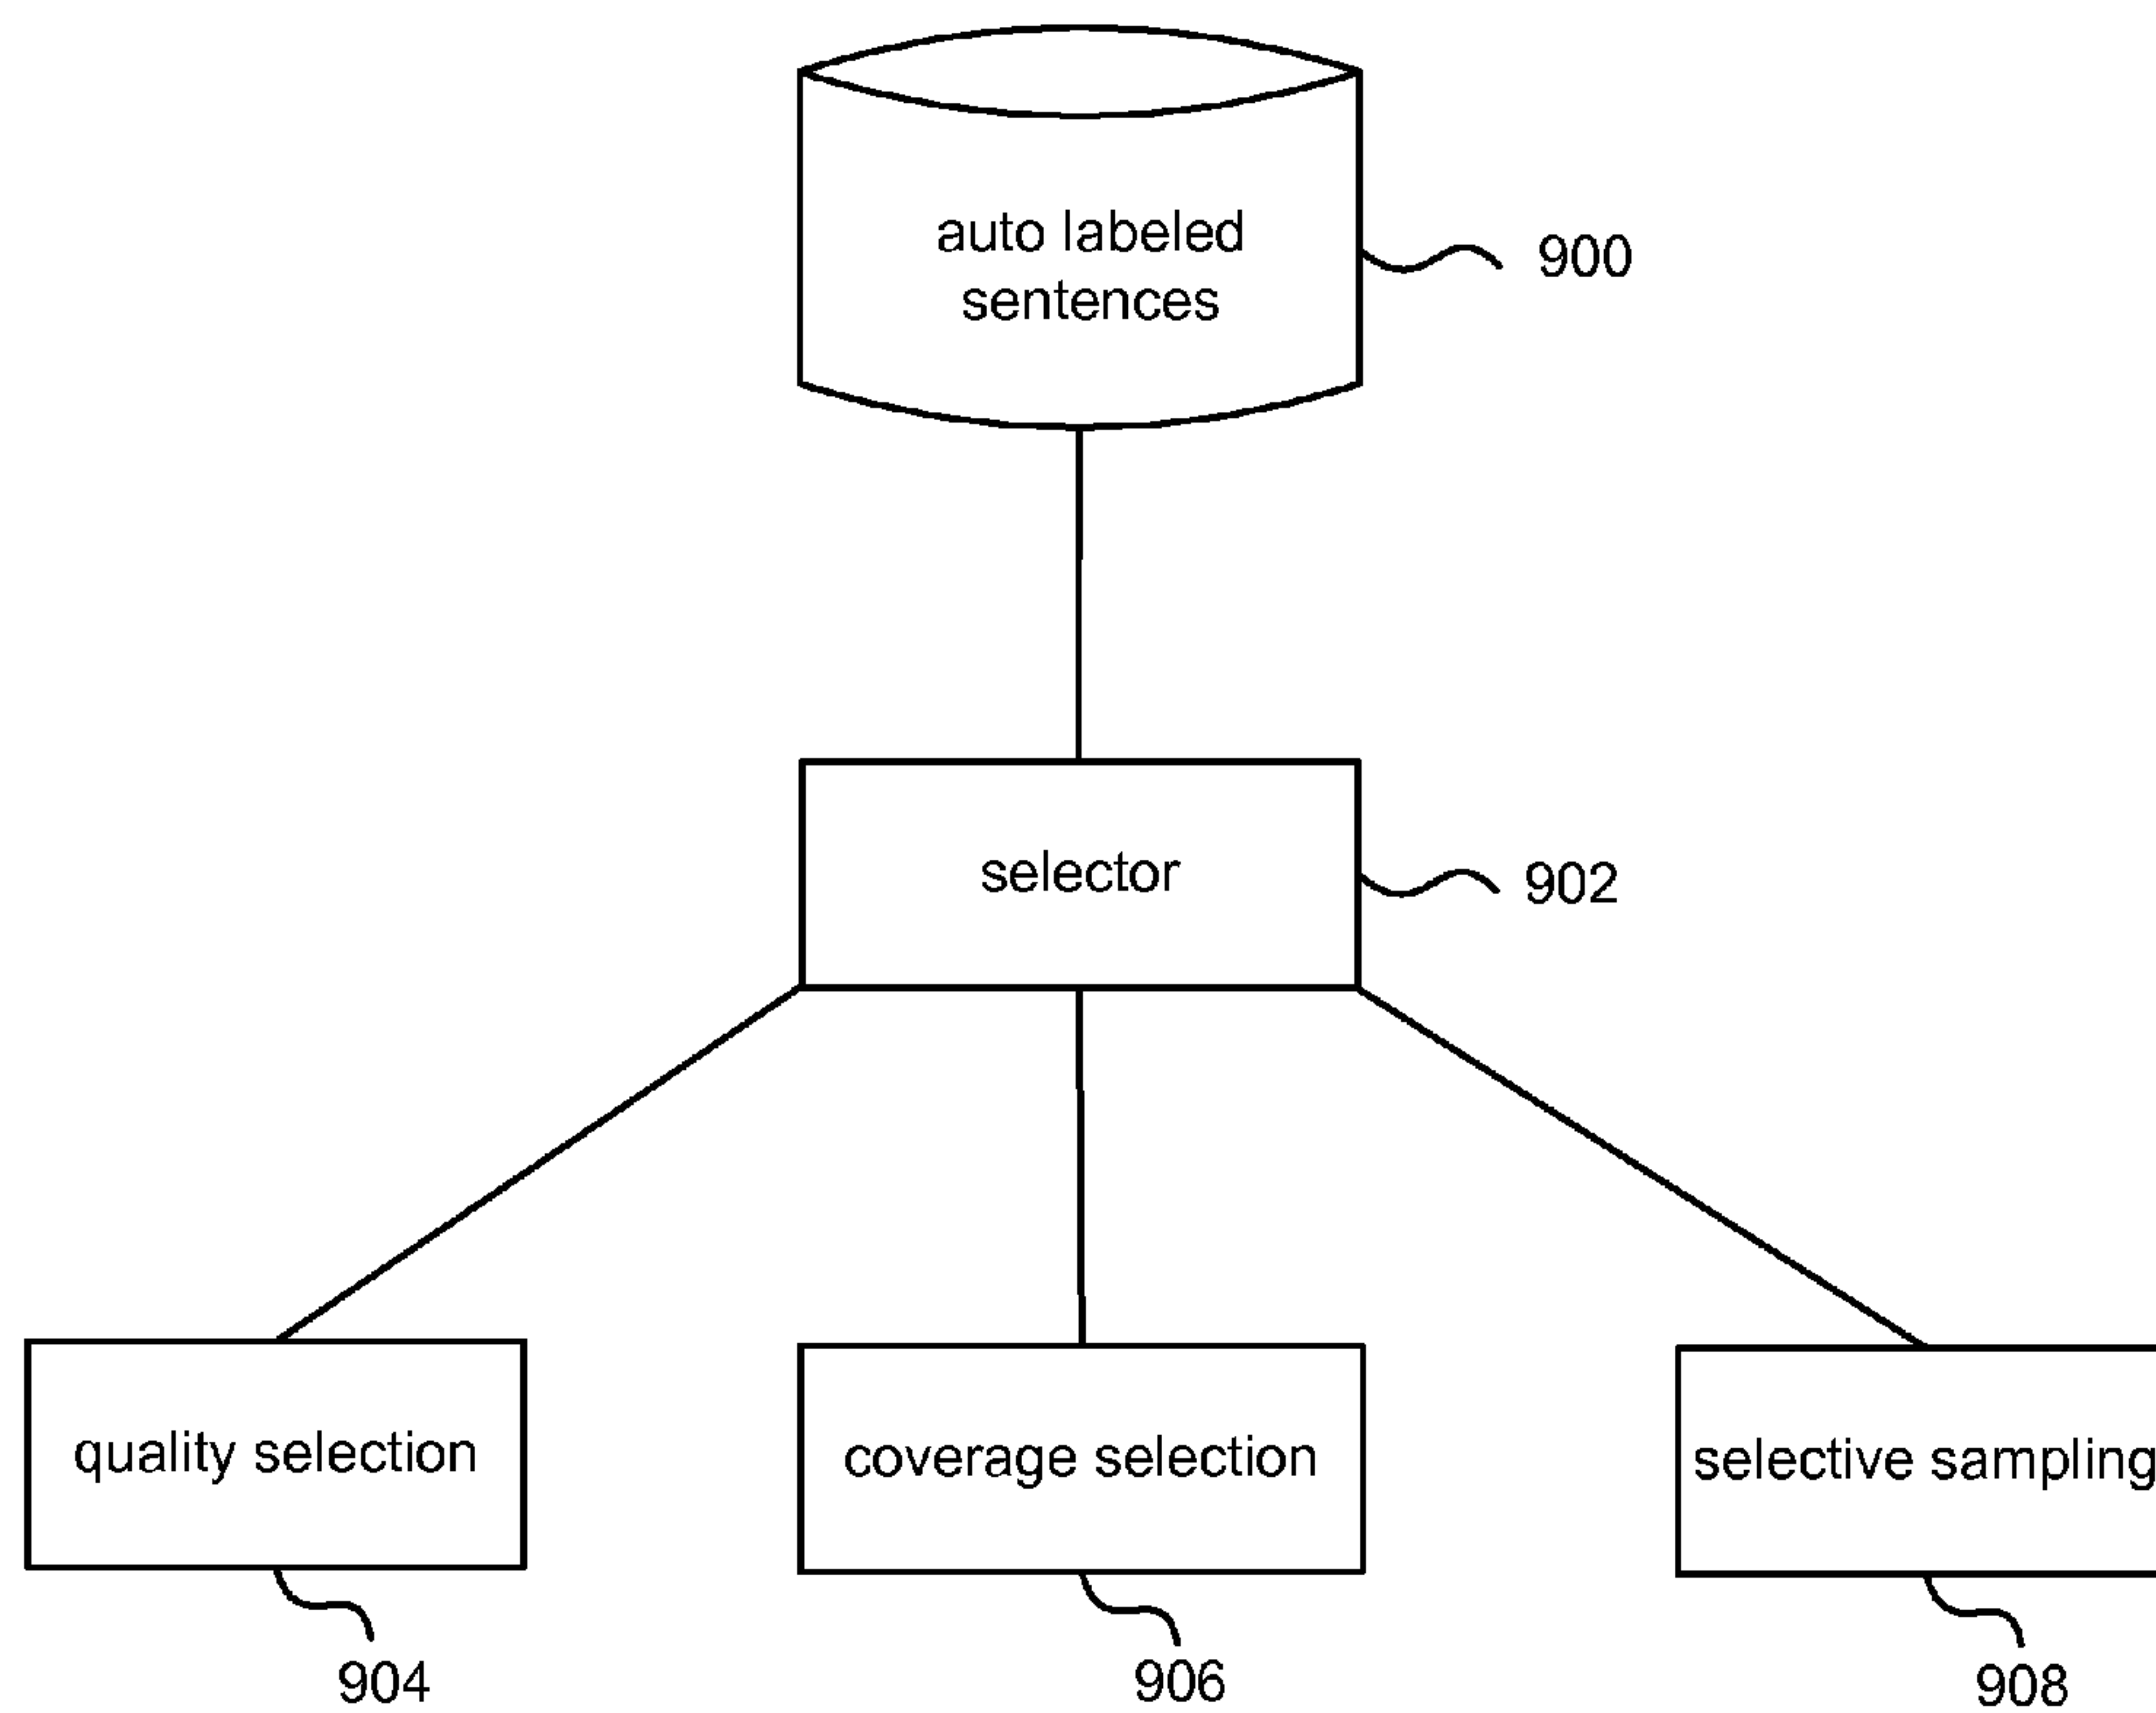 auto labeled
sentences
900
selector
902
quality selection
coverage selection
selective sampling
904
906
908